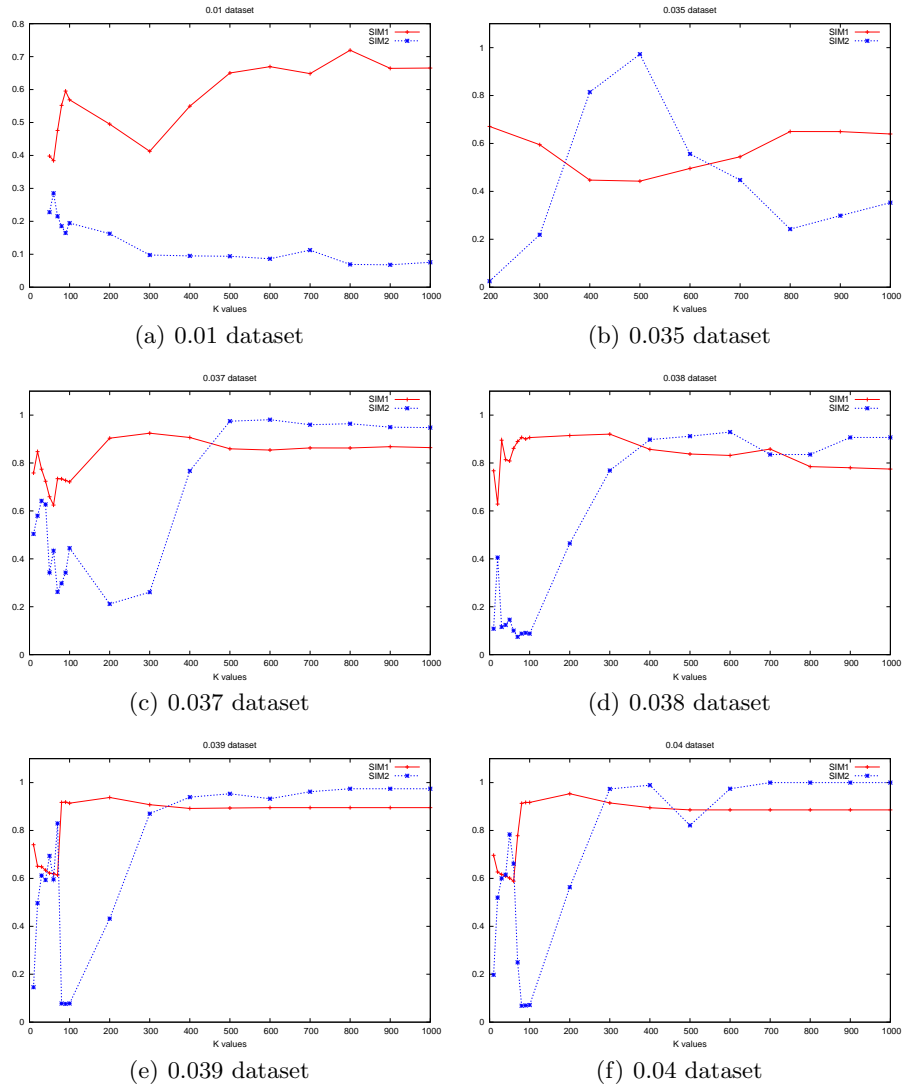 0.01 dataset
0.8
0.7
0.6
0.5
0.4
0.3
0.2
0.1
0
SIM1
SIM2
0 100 200 300 400 500 600 700 800 900 1000
K values
(a) 0.01 dataset
0.035 dataset
1
0.8
0.6
0.4
0.2
0
SIM1
SIM2
200 300 400 500 600 700 800 900 1000
K values
(b) 0.035 dataset
0.037 dataset
1
0.8
0.6
0.4
0.2
0
SIM1
SIM2
0 100 200 300 400 500 600 700 800 900 1000
K values
(c) 0.037 dataset
0.038 dataset
1
0.8
0.6
0.4
0.2
0
SIM1
SIM2
0 100 200 300 400 500 600 700 800 900 1000
K values
(d) 0.038 dataset
0.039 dataset
1
0.8
0.6
0.4
0.2
0
SIM1
SIM2
0 100 200 300 400 500 600 700 800 900 1000
K values
(e) 0.039 dataset
0.04 dataset
1
0.8
0.6
0.4
0.2
0
SIM1
SIM2
0 100 200 300 400 500 600 700 800 900 1000
K values
(f) 0.04 dataset